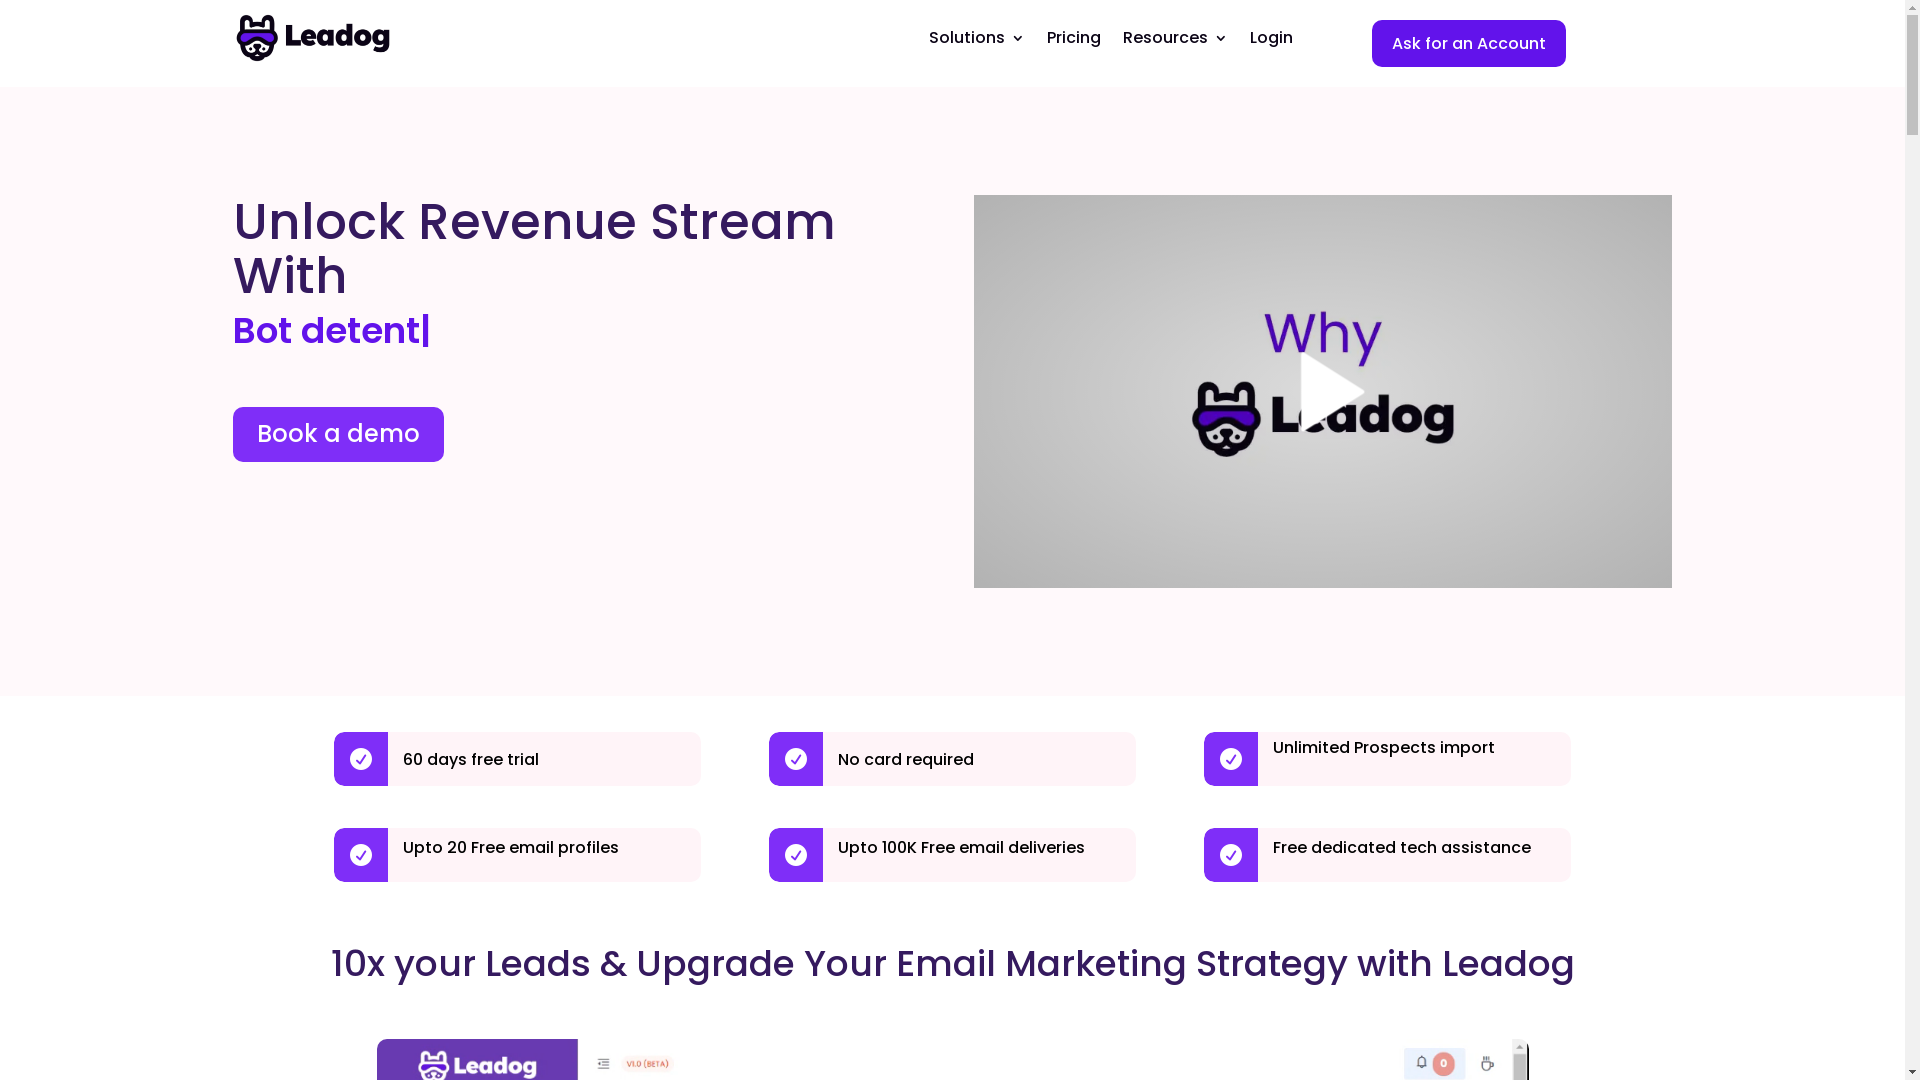 Leadog
Solutions
Pricing
Resources
Login
Ask for an Account
Unlock Revenue Stream
With
Bot detent|
Book a demo
Why
Leadog
60 days free trial
No card required
Unlimited Prospects import
Upto 20 Free email profiles
Upto 100K Free email deliveries
Free dedicated tech assistance
10x your Leads & Upgrade Your Email Marketing Strategy with Leadog
Leadog
V1.0 (BETA)
0